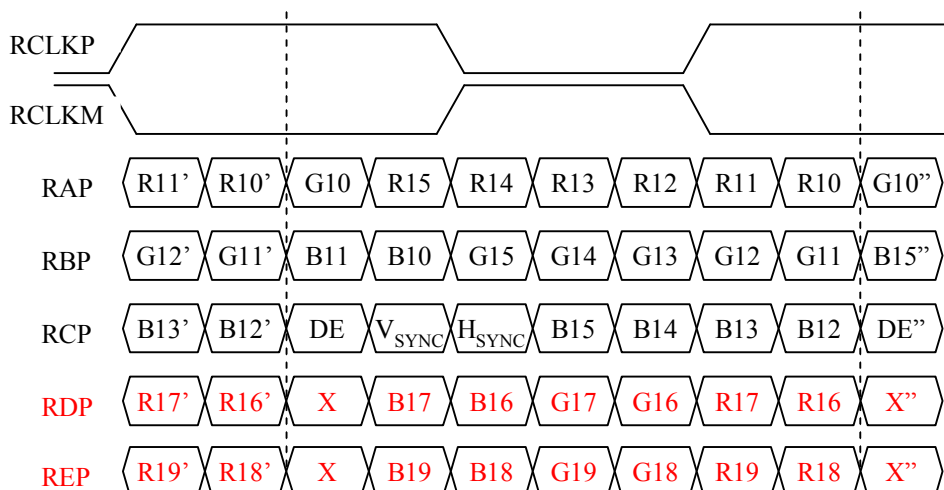 RCLKP
RCLKM
RAP R11’ R10’ G10 R15 R14 R13 R12 R11 R10 G10”
RBP G12’ G11’ B11 B10 G15 G14 G13 G12 G11 B15”
RCP B13’ B12’ DE VSYNC HSYNC B15 B14 B13 B12 DE”
RDP R17’ R16’ X B17 B16 G17 G16 R17 R16 X”
REP R19’ R18’ X B19 B18 G19 G18 R19 R18 X”